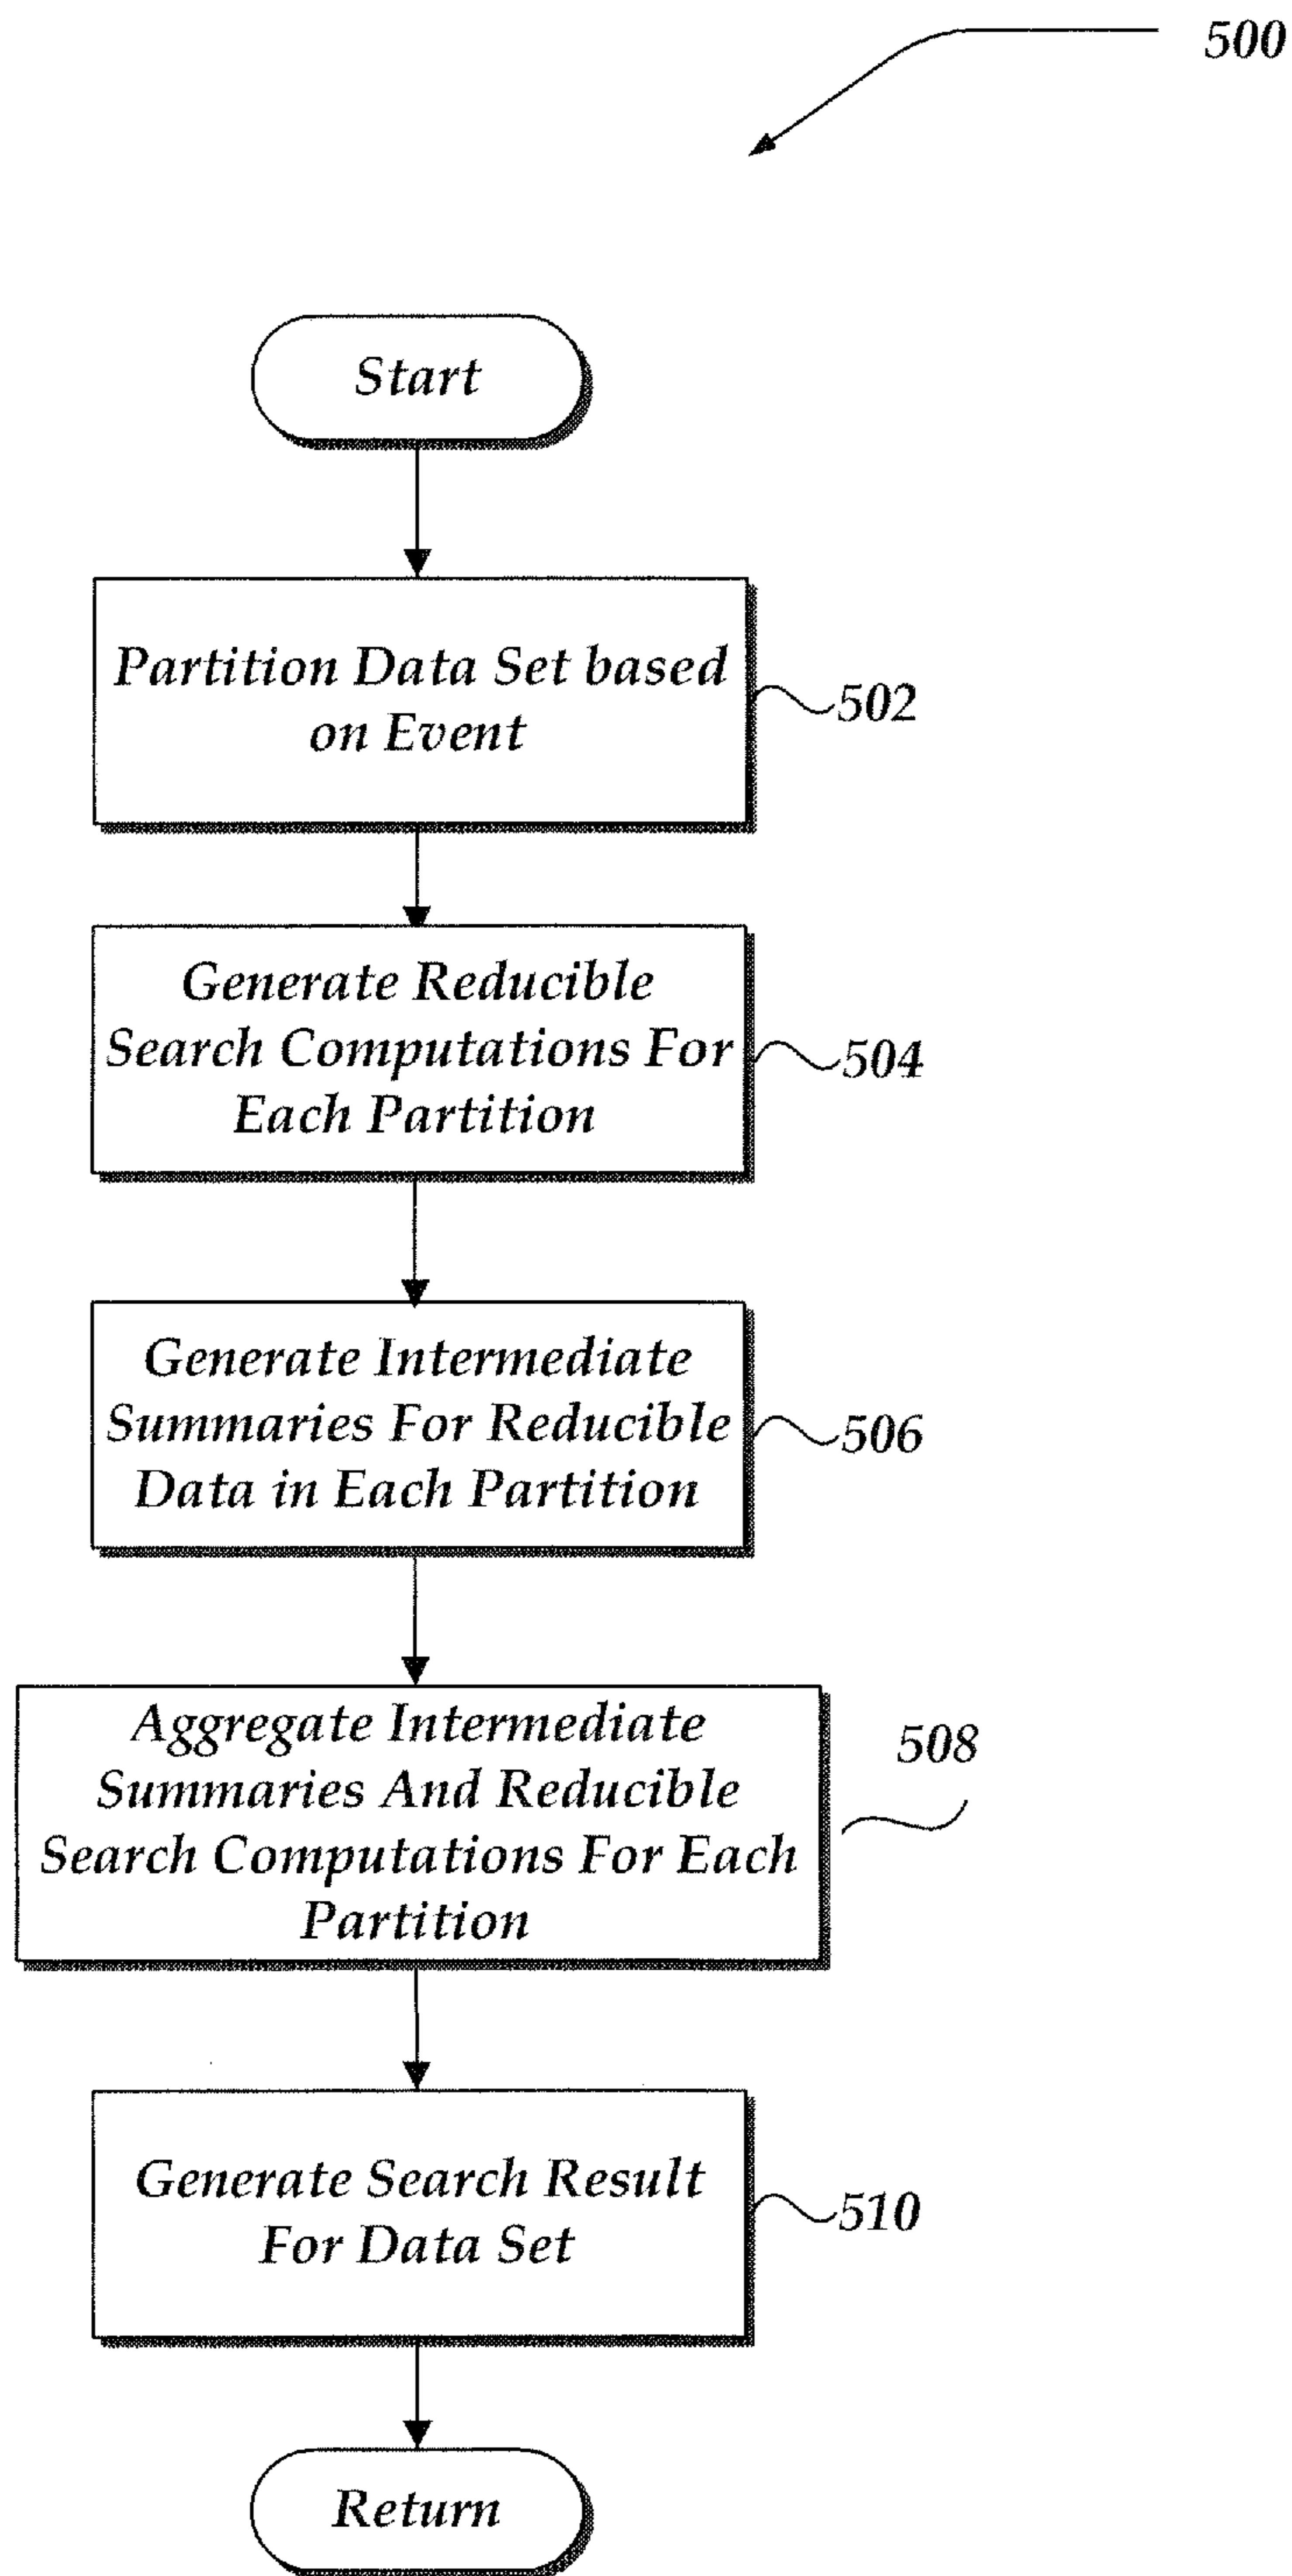 500
Start
Partition Data Set based
on Event
502
Generate Reducible
Search Computations For
Each Partition
504
Generate Intermediate
Summaries For Reducible
Data in Each Partition
506
Aggregate Intermediate
Summaries And Reducible
Search Computations For Each
Partition
508
Generate Search Result
For Data Set
510
Return